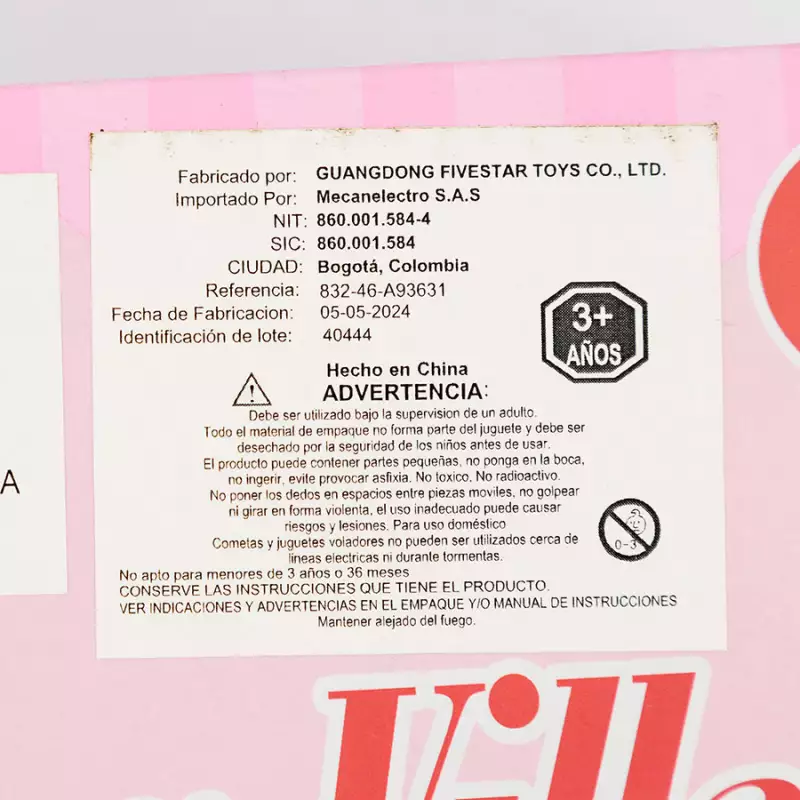 Fabricado por: GUANGDONG FIVESTAR TOYS CO., LTD.
Importado Por: Mecanelectro S.A.S
NIT: 860.001.584-4
SIC: 860.001.584
CIUDAD: Bogotá, Colombia
Referencia: 832-46-A93631
Fecha de Fabricacion: 05-05-2024
Identificación de lote: 40444
3+
AÑOS
Hecho en China
ADVERTENCIA:
Debe ser utilizado bajo la supervision de un adulto.
Todo el material de empaque no forma parte del juguete y debe ser
desechado por la seguridad de los niños antes de usar.
El producto puede contener partes pequeñas, no ponga en la boca,
no ingerir, evite provocar asfixia. No toxico. No radioactivo.
No poner los dedos en espacios entre piezas moviles, no golpear
ni girar en forma violenta, el uso inadecuado puede causar
riesgos y lesiones. Para uso doméstico
0-3
Cometas y juguetes voladores no pueden ser utilizados cerca de
lineas electricas ni durante tormentas.
No apto para menores de 3 años o 36 meses
CONSERVE LAS INSTRUCCIONES QUE TIENE EL PRODUCTO.
VER INDICACIONES Y ADVERTENCIAS EN EL EMPAQUE Y/O MANUAL DE INSTRUCCIONES
Mantener alejado del fuego.
A